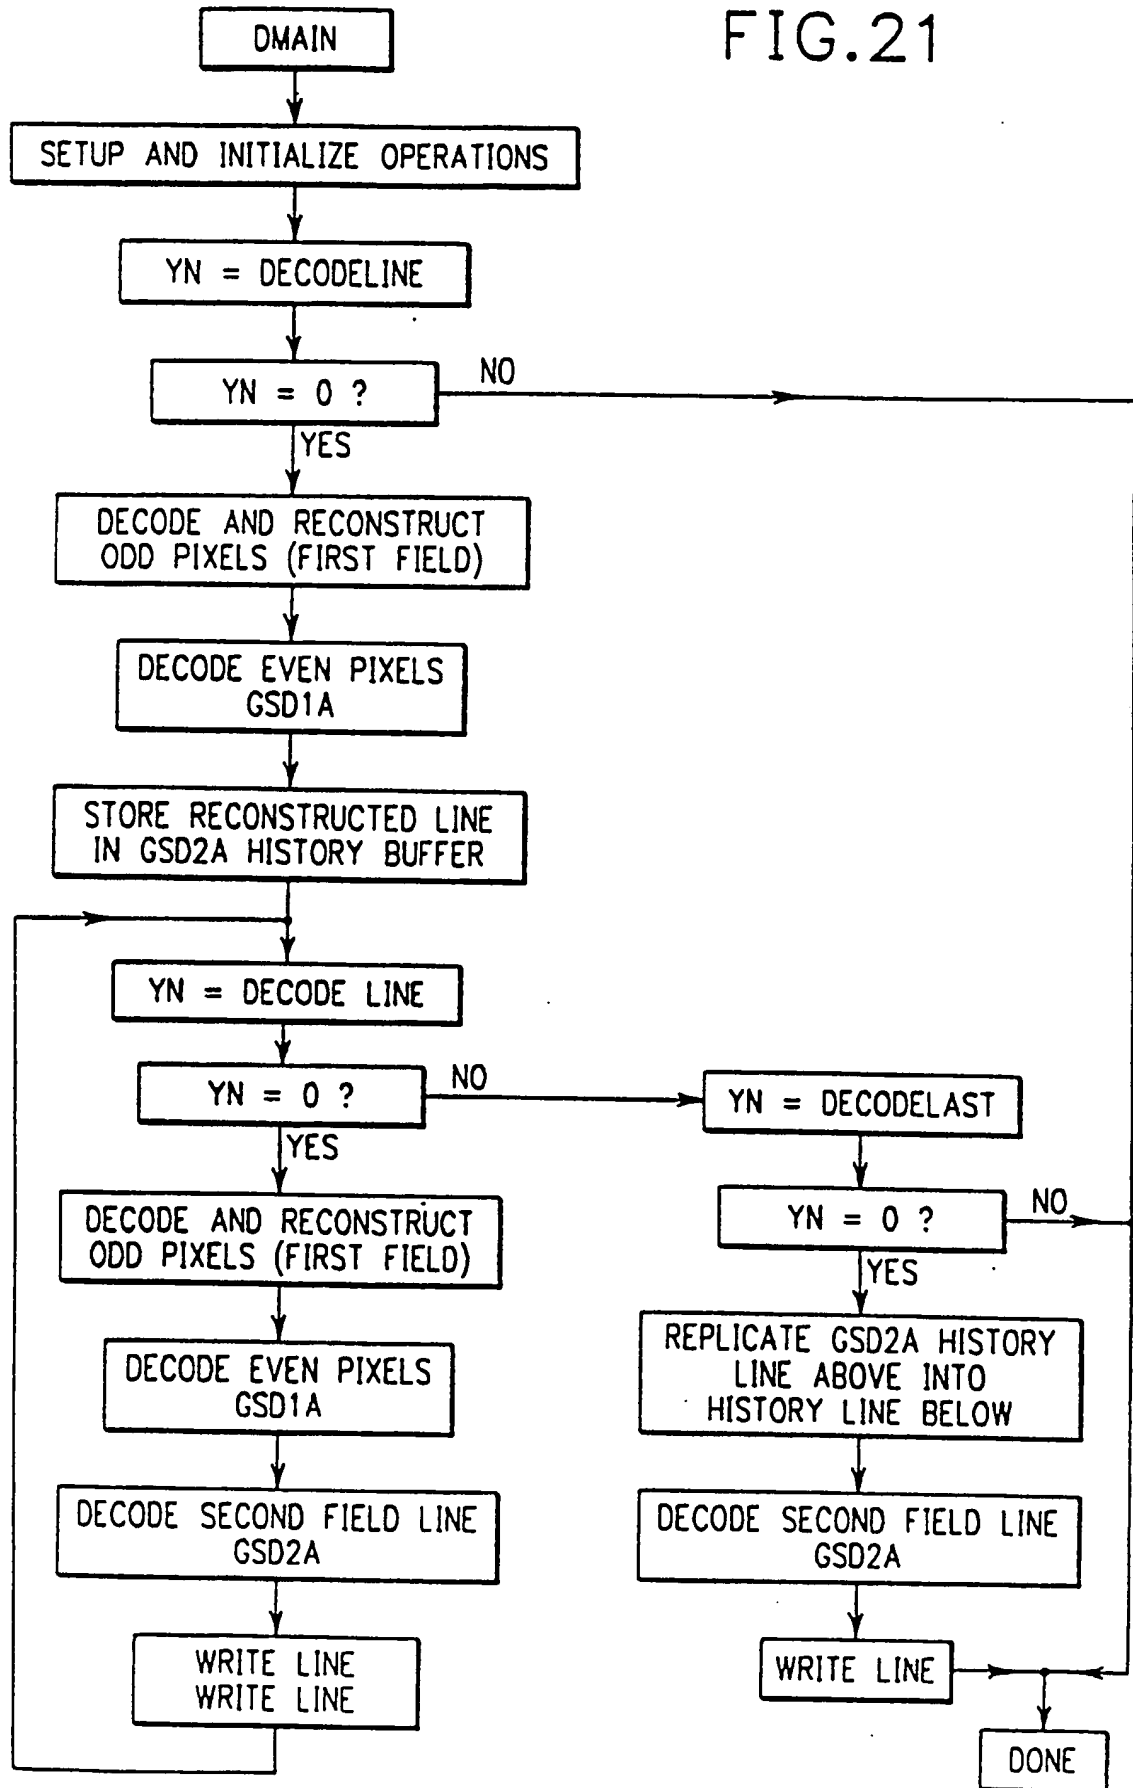 FIG.21
DMAIN
SETUP AND INITIALIZE OPERATIONS
YN = DECODELINE
YN = 0 ?
NO
YES
DECODE AND RECONSTRUCT
ODD PIXELS (FIRST FIELD)
DECODE EVEN PIXELS
GSD1A
STORE RECONSTRUCTED LINE
IN GSD2A HISTORY BUFFER
YN = DECODE LINE
YN = 0 ?
NO
YES
DECODE AND RECONSTRUCT
ODD PIXELS (FIRST FIELD)
DECODE EVEN PIXELS
GSD1A
DECODE SECOND FIELD LINE
GSD2A
WRITE LINE
WRITE LINE
YN = DECODELAST
YN = 0 ?
NO
YES
REPLICATE GSD2A HISTORY
LINE ABOVE INTO
HISTORY LINE BELOW
DECODE SECOND FIELD LINE
GSD2A
WRITE LINE
DONE